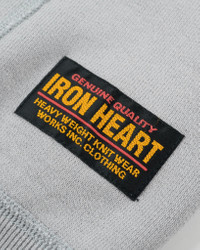 GENUINE QUALITY
IRON HEART
HEAVY WEIGHT KNIT WEAR
WORKS INC. CLOTHING